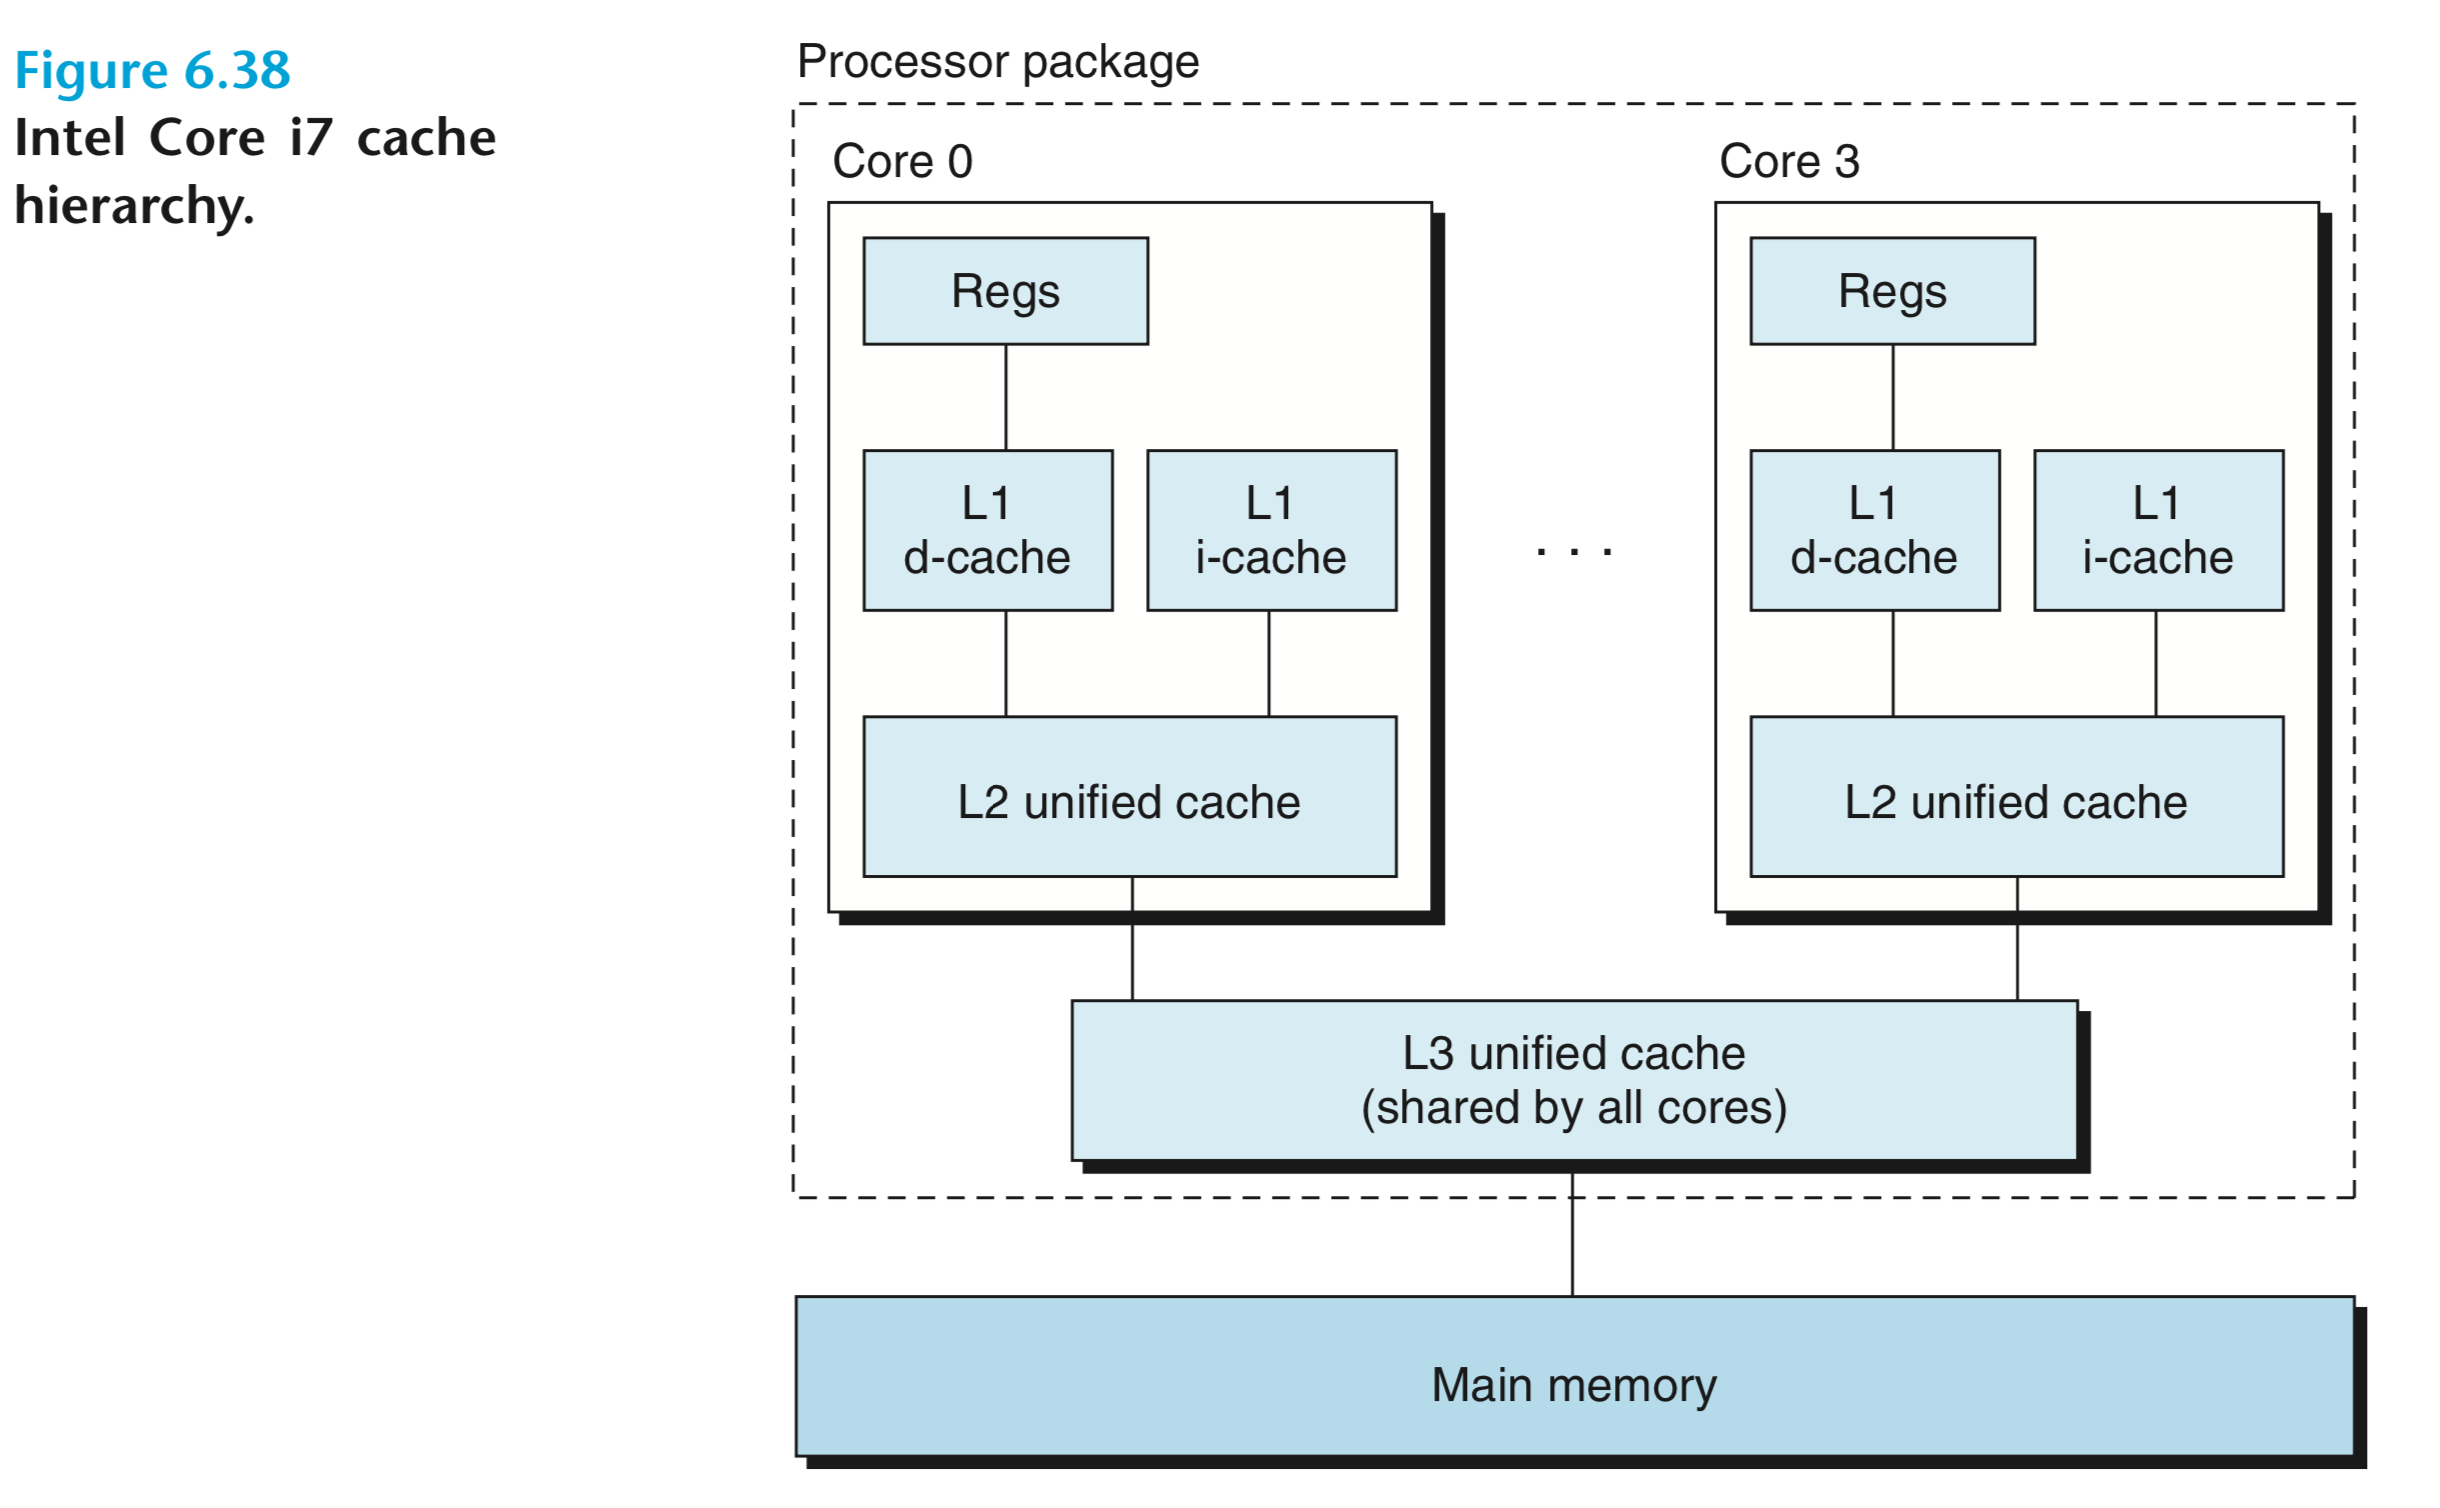 Figure 6.38
Intel Core i7 cache
hierarchy.
Processor package
Core 0
Regs
L1
d-cache
L1
i-cache
L2 unified cache
. . .
Core 3
Regs
L1
d-cache
L1
i-cache
L2 unified cache
L3 unified cache
(shared by all cores)
Main memory